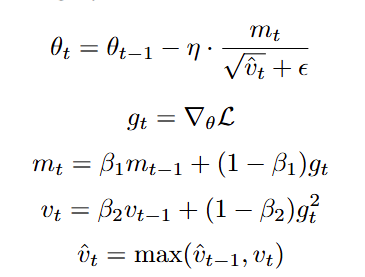 θ_t = θ_{t−1} − η · m_t / (√v̂_t + ϵ)
g_t = ∇_θ ℒ
m_t = β_1 m_{t−1} + (1 − β_1) g_t
v_t = β_2 v_{t−1} + (1 − β_2) g_t^2
v̂_t = max(v̂_{t−1}, v_t)